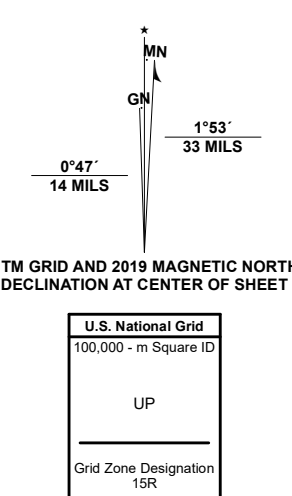 ★
MN
GN
1°53´
33 MILS
0°47´
14 MILS
TM GRID AND 2019 MAGNETIC NORTH
DECLINATION AT CENTER OF SHEET
U.S. National Grid
100,000 - m Square ID
UP
Grid Zone Designation
15R